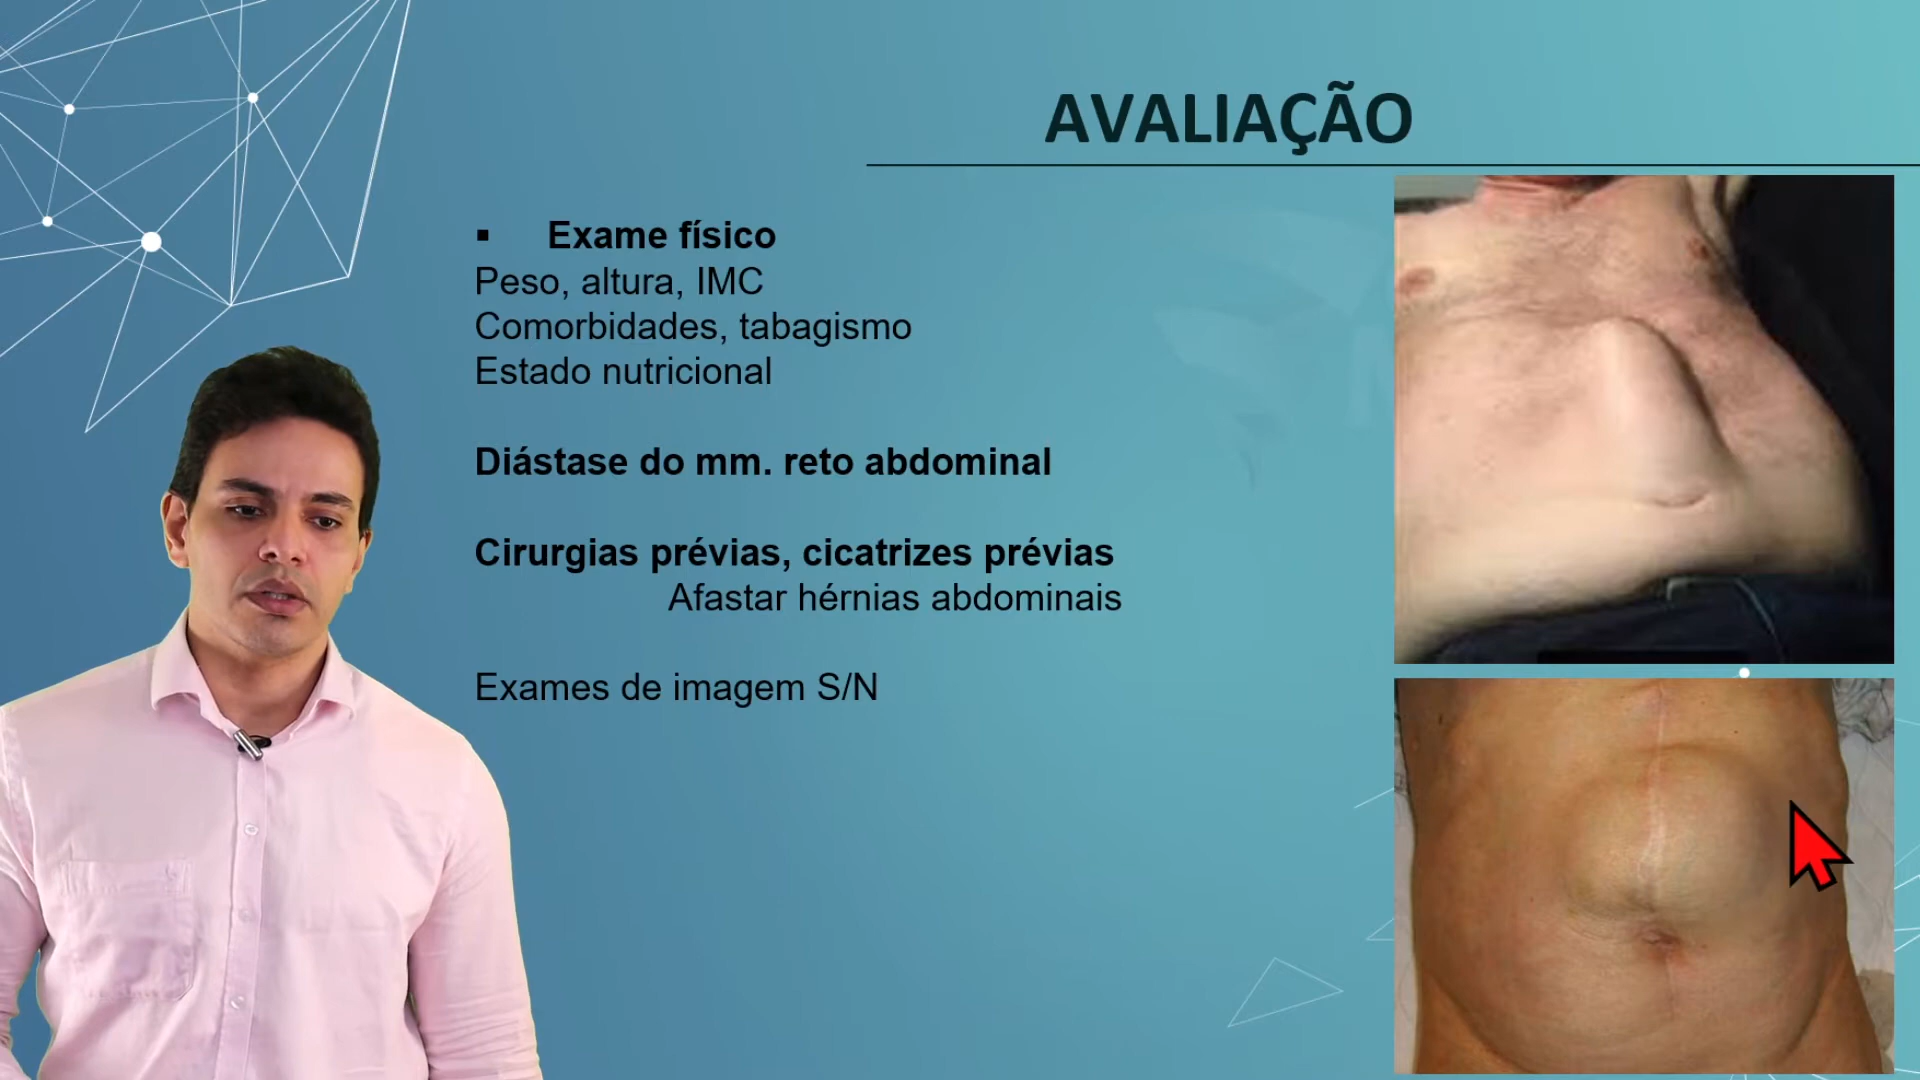 AVALIAÇÃO
▪ Exame físico
Peso, altura, IMC
Comorbidades, tabagismo
Estado nutricional
Diástase do mm. reto abdominal
Cirurgias prévias, cicatrizes prévias
Afastar hérnias abdominais
Exames de imagem S/N